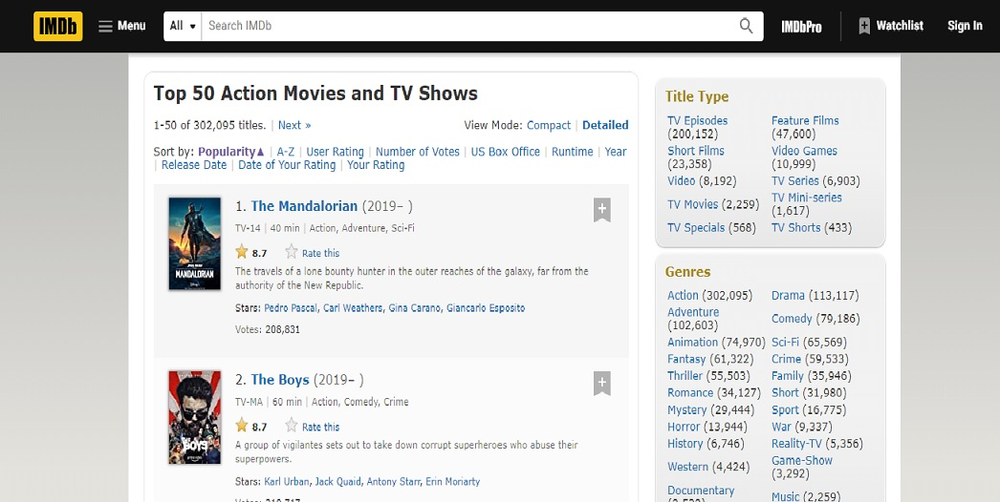 IMDb Menu All Search IMDb IMDbPro Watchlist Sign In
Top 50 Action Movies and TV Shows
1-50 of 302,095 titles. | Next »
View Mode: Compact | Detailed
Sort by: Popularity▲ | A-Z | User Rating | Number of Votes | US Box Office | Runtime | Year
| Release Date | Date of Your Rating | Your Rating
MANDALORIAN
1. The Mandalorian (2019– )
TV-14 | 40 min | Action, Adventure, Sci-Fi
8.7 Rate this
The travels of a lone bounty hunter in the outer reaches of the galaxy, far from the
authority of the New Republic.
Stars: Pedro Pascal, Carl Weathers, Gina Carano, Giancarlo Esposito
Votes: 208,831
THE BOYS
2. The Boys (2019– )
TV-MA | 60 min | Action, Comedy, Crime
8.7 Rate this
A group of vigilantes sets out to take down corrupt superheroes who abuse their
superpowers.
Stars: Karl Urban, Jack Quaid, Antony Starr, Erin Moriarty
Title Type
TV Episodes
(200,152)
Feature Films
(47,600)
Short Films
(23,358)
Video Games
(10,999)
Video (8,192)
TV Series (6,903)
TV Movies (2,259)
TV Mini-series
(1,617)
TV Specials (568)
TV Shorts (433)
Genres
Action (302,095)
Drama (113,117)
Adventure
(102,603)
Comedy (79,186)
Animation (74,970)
Sci-Fi (65,569)
Fantasy (61,322)
Crime (59,533)
Thriller (55,503)
Family (35,946)
Romance (34,127)
Short (31,980)
Mystery (29,444)
Sport (16,775)
Horror (13,944)
War (9,337)
History (6,746)
Reality-TV (5,356)
Western (4,424)
Game-Show
(3,292)
Documentary
Music (2,259)